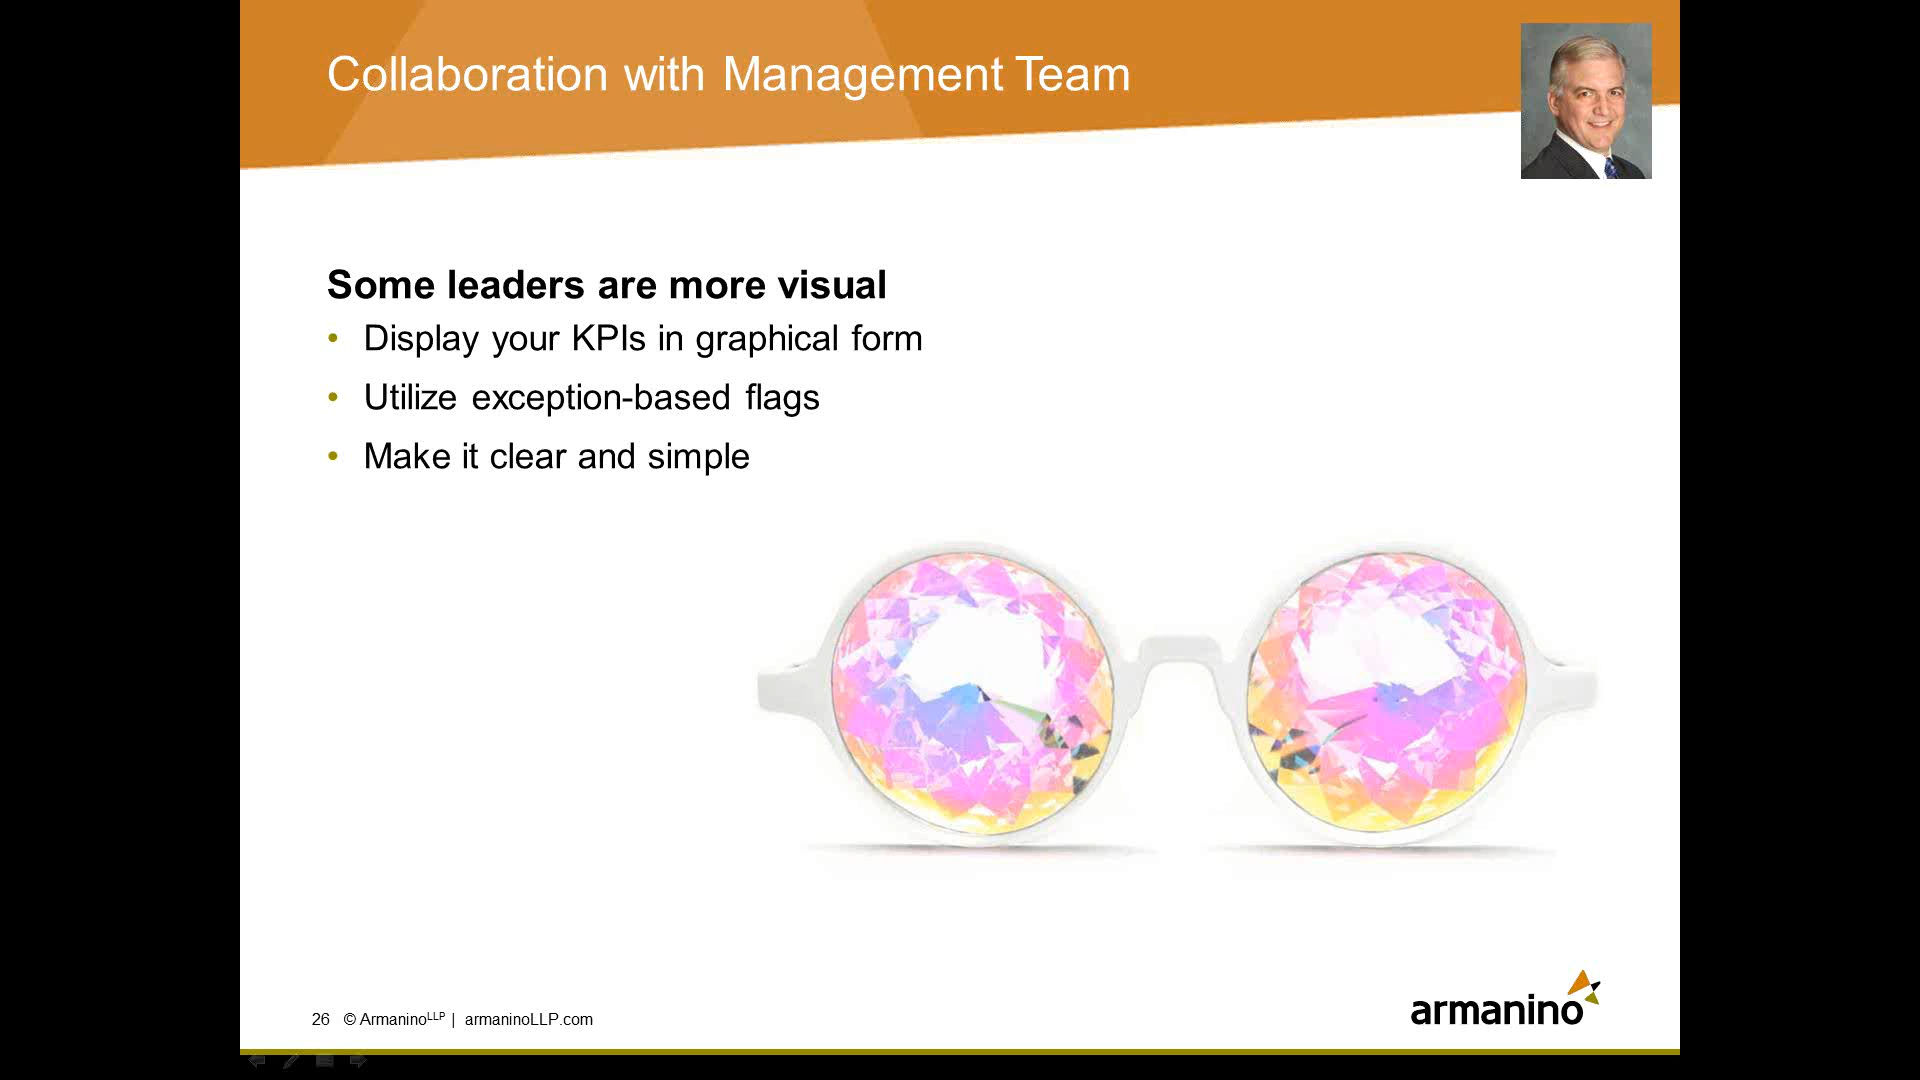 Collaboration with Management Team
Some leaders are more visual
• Display your KPIs in graphical form
• Utilize exception-based flags
• Make it clear and simple
26 © ArmaninoLLP | armaninoLLP.com
armanino